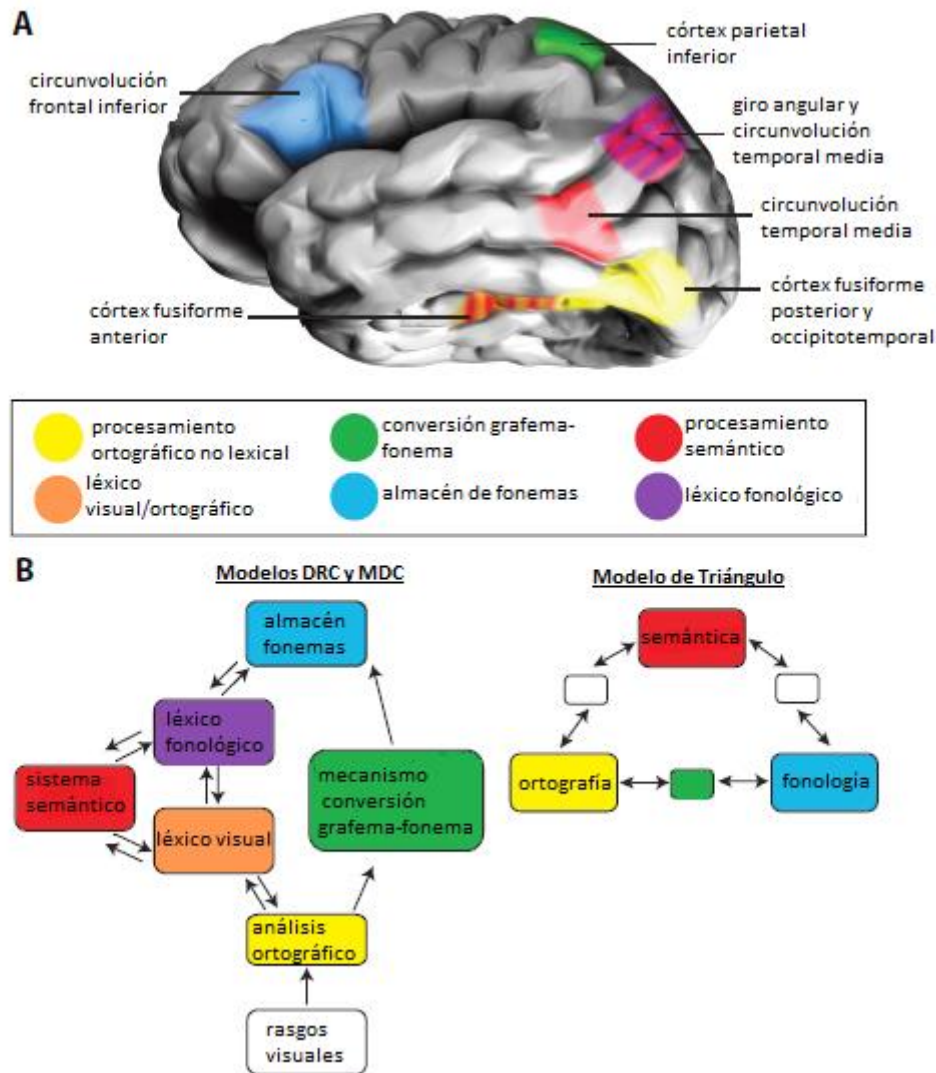 A
circunvolución
frontal inferior
córtex parietal
inferior
giro angular y
circunvolución
temporal media
circunvolución
temporal media
córtex fusiforme
anterior
córtex fusiforme
posterior y
occipitotemporal
procesamiento
ortográfico no lexical
conversión grafema-
fonema
procesamiento
semántico
léxico
visual/ortográfico
almacén de fonemas
léxico fonológico
B
Modelos DRC y MDC
Modelo de Triángulo
almacén
fonemas
léxico
fonológico
sistema
semántico
léxico visual
mecanismo
conversión
grafema-fonema
análisis
ortográfico
rasgos
visuales
semántica
ortografía
fonología